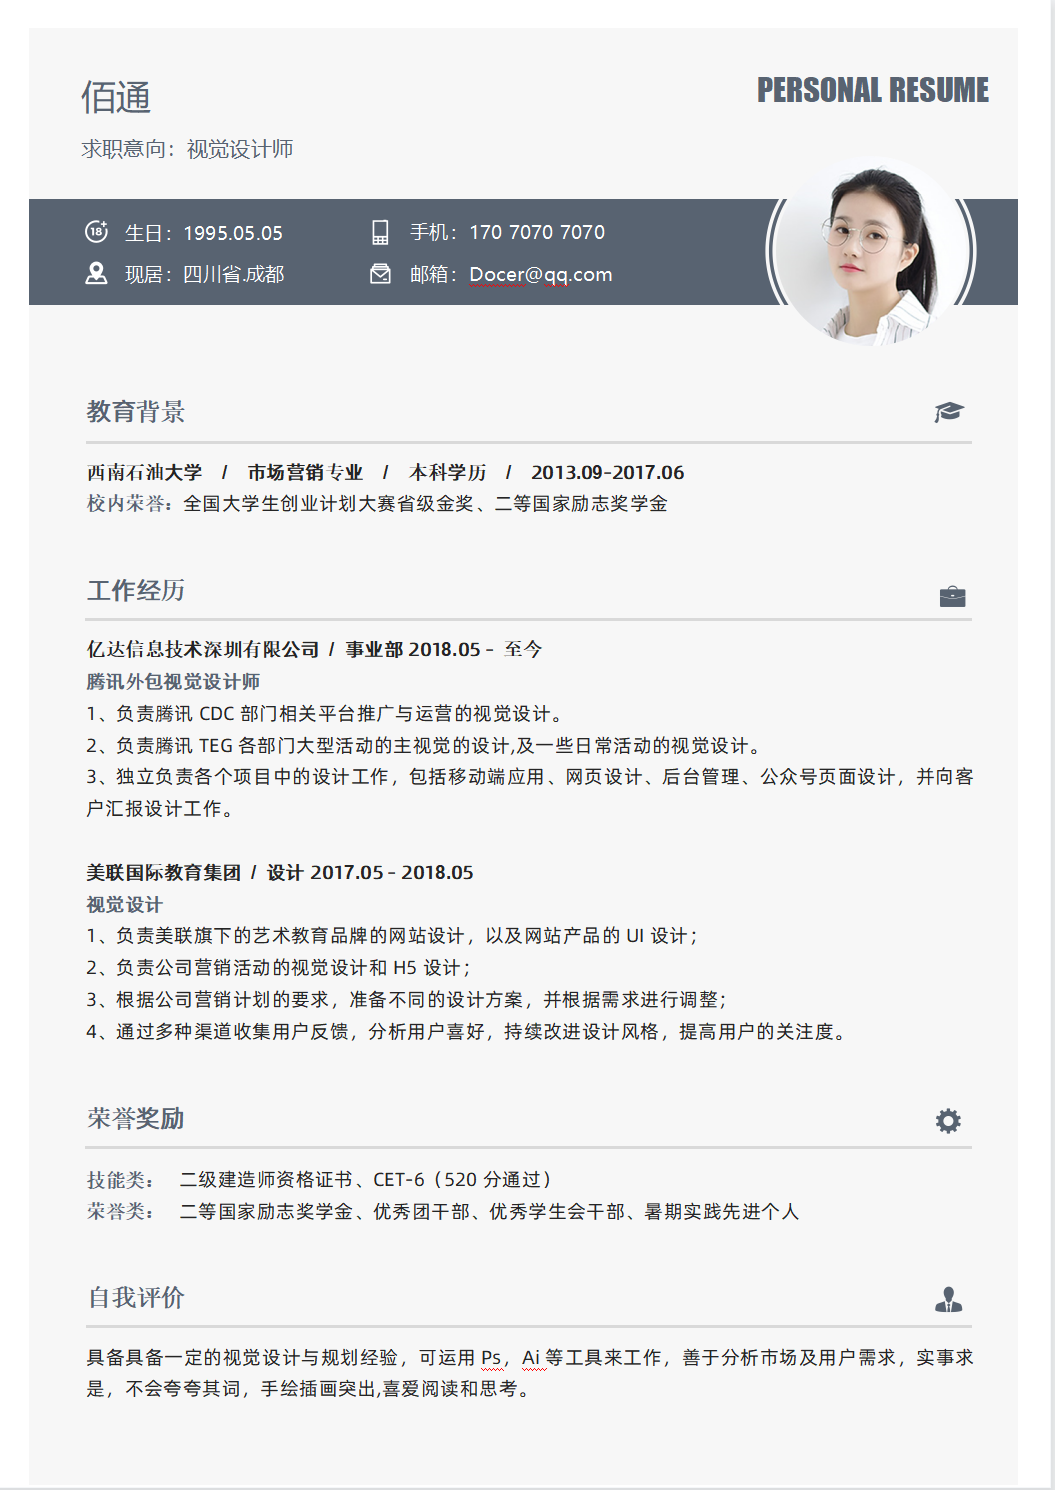 佰通
PERSONAL RESUME
求职意向：视觉设计师
生日：1995.05.05
手机：170 7070 7070
现居：四川省.成都
邮箱：Docer@qq.com
教育背景
西南石油大学 / 市场营销专业 / 本科学历 / 2013.09-2017.06
校内荣誉：全国大学生创业计划大赛省级金奖、二等国家励志奖学金
工作经历
亿达信息技术深圳有限公司 / 事业部 2018.05 - 至今
腾讯外包视觉设计师
1、负责腾讯 CDC 部门相关平台推广与运营的视觉设计。
2、负责腾讯 TEG 各部门大型活动的主视觉的设计,及一些日常活动的视觉设计。
3、独立负责各个项目中的设计工作，包括移动端应用、网页设计、后台管理、公众号页面设计，并向客
户汇报设计工作。
美联国际教育集团 / 设计 2017.05 - 2018.05
视觉设计
1、负责美联旗下的艺术教育品牌的网站设计，以及网站产品的 UI 设计；
2、负责公司营销活动的视觉设计和 H5 设计；
3、根据公司营销计划的要求，准备不同的设计方案，并根据需求进行调整；
4、通过多种渠道收集用户反馈，分析用户喜好，持续改进设计风格，提高用户的关注度。
荣誉奖励
技能类： 二级建造师资格证书、CET-6（520 分通过）
荣誉类： 二等国家励志奖学金、优秀团干部、优秀学生会干部、暑期实践先进个人
自我评价
具备具备一定的视觉设计与规划经验，可运用 Ps，Ai 等工具来工作，善于分析市场及用户需求，实事求
是，不会夸夸其词，手绘插画突出,喜爱阅读和思考。